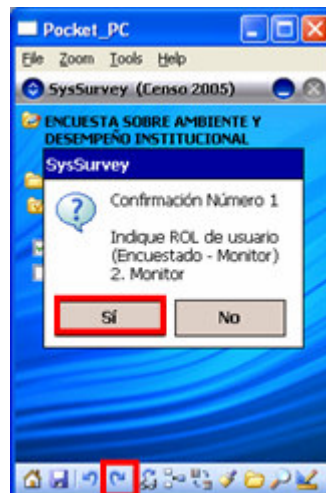 Pocket_PC
File Zoom Tools Help
SysSurvey (Censo 2005)
ENCUESTA SOBRE AMBIENTE Y
DESEMPEÑO INSTITUCIONAL
SysSurvey
Confirmación Número 1
Indique ROL de usuario
(Encuestado - Monitor)
2. Monitor
Sí
No